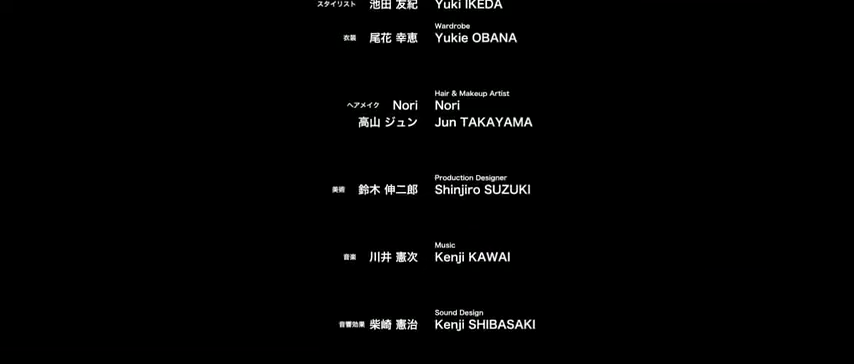 スタイリスト 池田 友紀 Yuki IKEDA
Wardrobe
衣装 尾花 幸恵 Yukie OBANA
Hair & Makeup Artist
ヘアメイク Nori Nori
高山 ジュン Jun TAKAYAMA
Production Designer
美術 鈴木 伸二郎 Shinjiro SUZUKI
Music
音楽 川井 憲次 Kenji KAWAI
Sound Design
音響効果 柴崎 憲治 Kenji SHIBASAKI